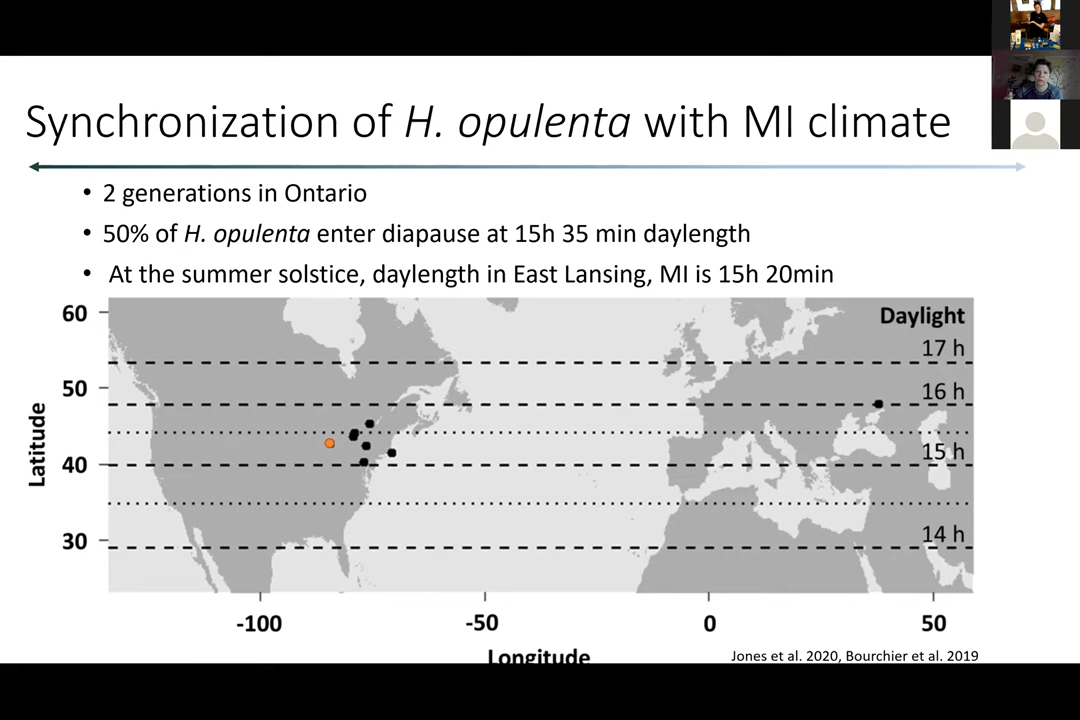 Synchronization of H. opulenta with MI climate
• 2 generations in Ontario
• 50% of H. opulenta enter diapause at 15h 35 min daylength
• At the summer solstice, daylength in East Lansing, MI is 15h 20min
Daylight
17 h
16 h
15 h
14 h
60
50
40
30
Latitude
-100
-50
0
50
Longitude
Jones et al. 2020, Bourchier et al. 2019